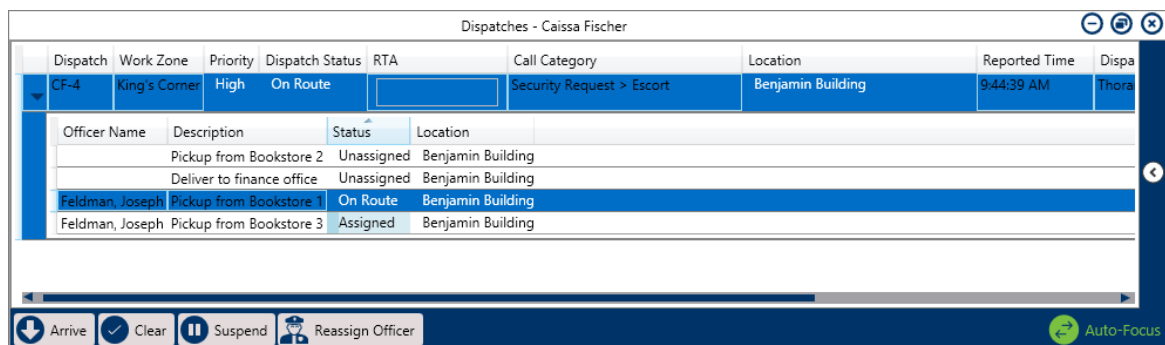 Dispatches - Caissa Fischer
Dispatch Work Zone Priority Dispatch Status RTA Call Category Location Reported Time Dispa
CF-4 King's Corner High On Route Security Request > Escort Benjamin Building 9:44:39 AM Thora
Officer Name Description Status Location
Pickup from Bookstore 2 Unassigned Benjamin Building
Deliver to finance office Unassigned Benjamin Building
Feldman, Joseph Pickup from Bookstore 1 On Route Benjamin Building
Feldman, Joseph Pickup from Bookstore 3 Assigned Benjamin Building
Arrive Clear Suspend Reassign Officer Auto-Focus